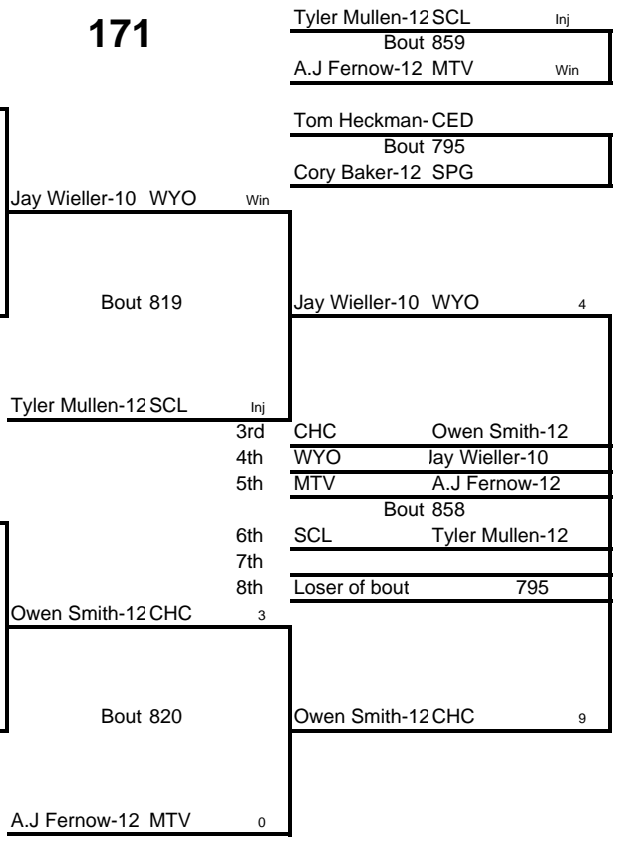 171
Tyler Mullen-12 SCL Inj
Bout 859
A.J Fernow-12 MTV Win
Tom Heckman- CED
Bout 795
Cory Baker-12 SPG
Jay Wieller-10 WYO Win
Bout 819
Jay Wieller-10 WYO 4
Tyler Mullen-12 SCL Inj
3rd CHC Owen Smith-12
4th WYO Jay Wieller-10
5th MTV A.J Fernow-12
Bout 858
6th SCL Tyler Mullen-12
7th
8th Loser of bout 795
Owen Smith-12 CHC 3
Bout 820
Owen Smith-12 CHC 9
A.J Fernow-12 MTV 0